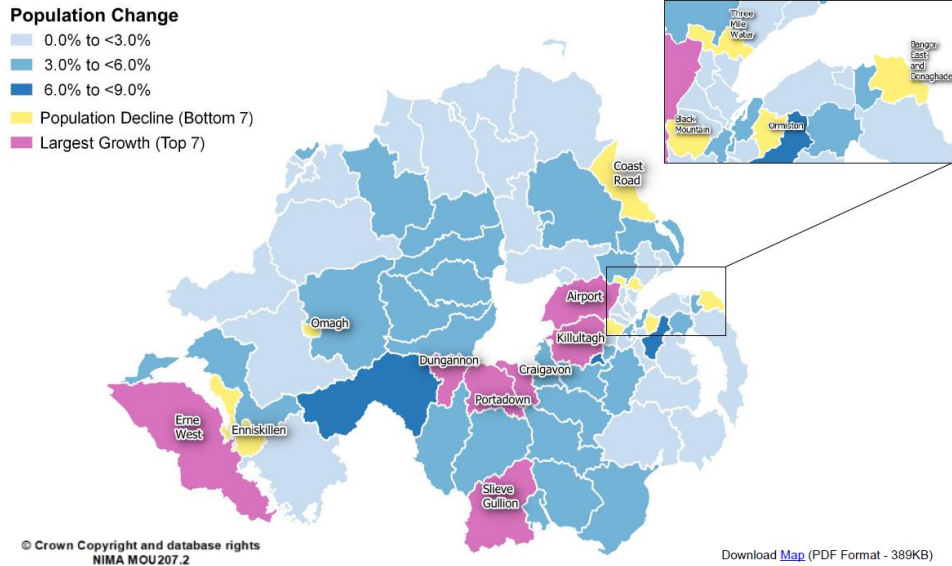 Population Change
0.0% to <3.0%
3.0% to <6.0%
6.0% to <9.0%
Population Decline (Bottom 7)
Largest Growth (Top 7)
Three
Mile
Water
Bangor
East
and
Donaghade
Black
Mountain
Ormiston
Coast
Road
Airport
Omagh
Killultagh
Dungannon
Craigavon
Portadown
Erne
West
Enniskillen
Slieve
Gullion
© Crown Copyright and database rights
NIMA MOU207.2
Download Map (PDF Format - 389KB)